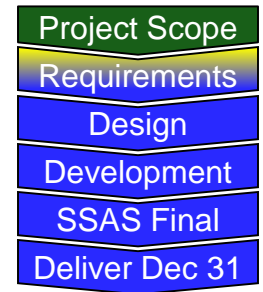 Project Scope
Requirements
Design
Development
SSAS Final
Deliver Dec 31